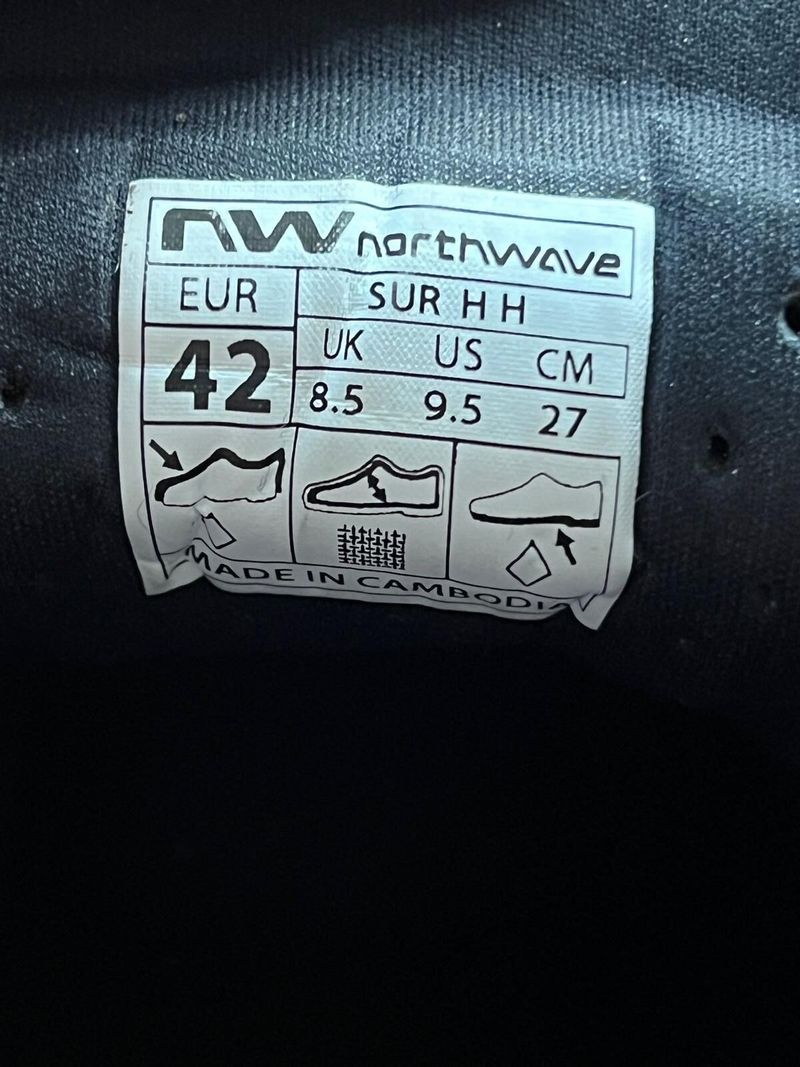 NW northwave
EUR SUR H H
42 UK US CM
8.5 9.5 27
MADE IN CAMBODIA